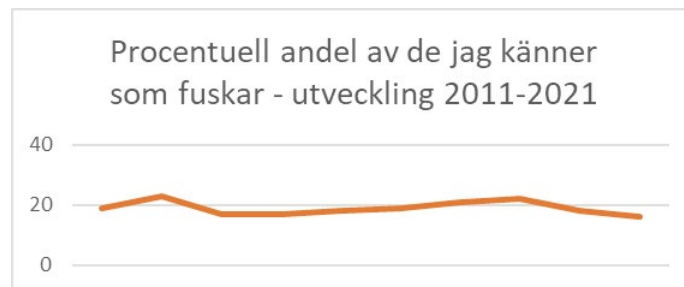 Procentuell andel av de jag känner
som fuskar - utveckling 2011-2021
40
20
0